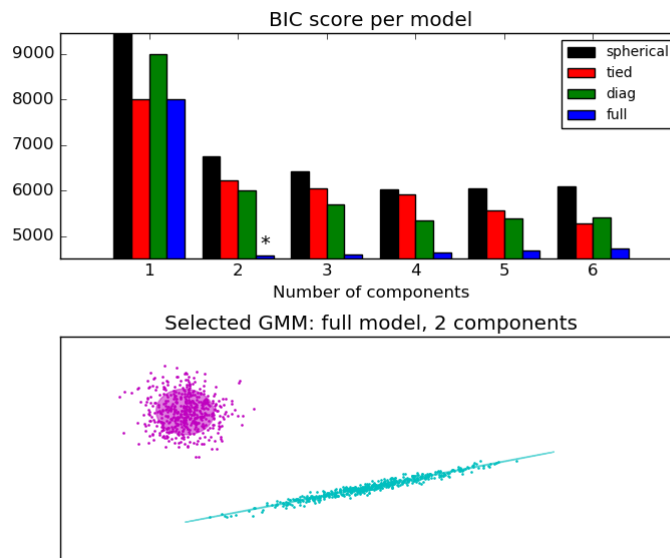 BIC score per model
9000
8000
7000
6000
5000
spherical
tied
diag
full
*
1 2 3 4 5 6
Number of components
Selected GMM: full model, 2 components